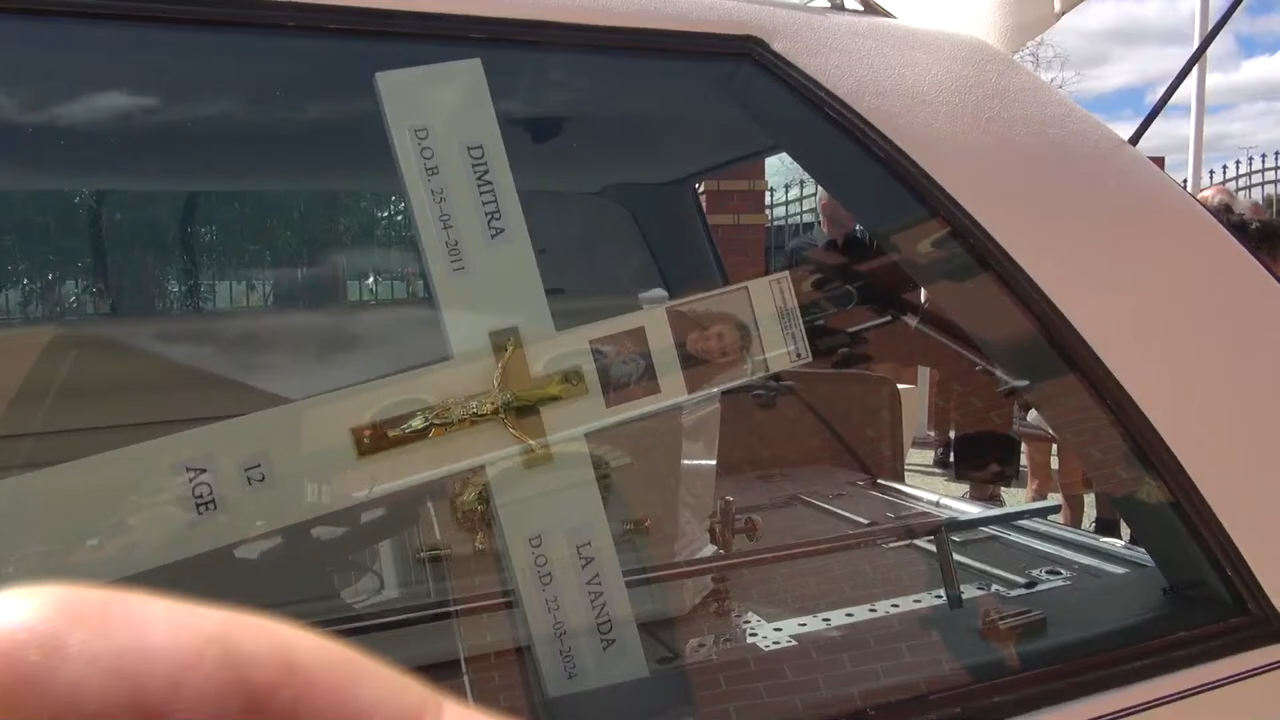 DIMITRA
D.O.B. 25-04-2011
LA VANDA
D.O.D. 22-03-2024
AGE
12